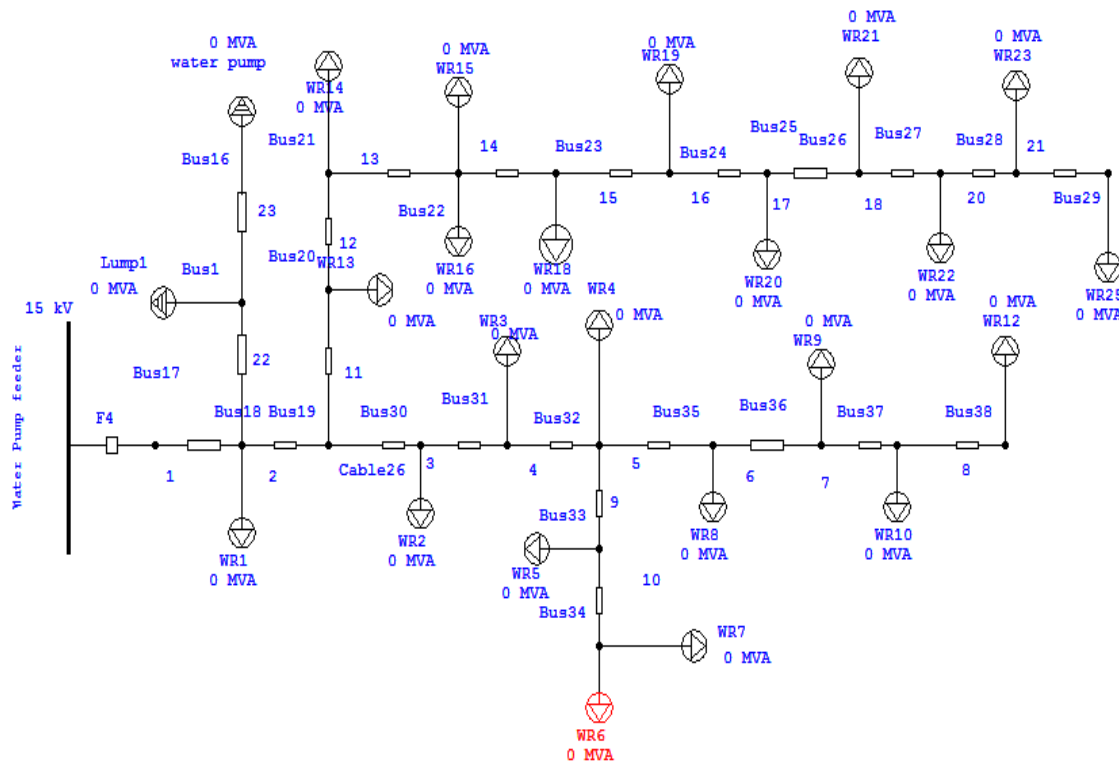 0 MVA
water pump
WR14
0 MVA
0 MVA
WR15
0 MVA
WR19
0 MVA
WR21
0 MVA
WR23
Bus16
Bus21
13
14
Bus23
Bus24
Bus25
Bus26
Bus27
Bus28
21
23
12
Bus22
15
16
17
18
20
Bus29
Bus20
WR13
WR16
0 MVA
WR18
0 MVA
WR20
0 MVA
WR22
0 MVA
WR25
0 MVA
Lump1
0 MVA
Bus1
0 MVA
WR4
0 MVA
15 kV
WR3
0 MVA
0 MVA
WR9
0 MVA
WR12
Water Pump feeder
Bus17
22
11
F4
Bus18
Bus19
Bus30
Bus31
Bus32
Bus35
Bus36
Bus37
Bus38
1
2
Cable26
3
4
5
6
7
8
9
WR1
0 MVA
WR2
0 MVA
Bus33
WR8
0 MVA
WR10
0 MVA
WR5
0 MVA
10
Bus34
WR7
0 MVA
WR6
0 MVA